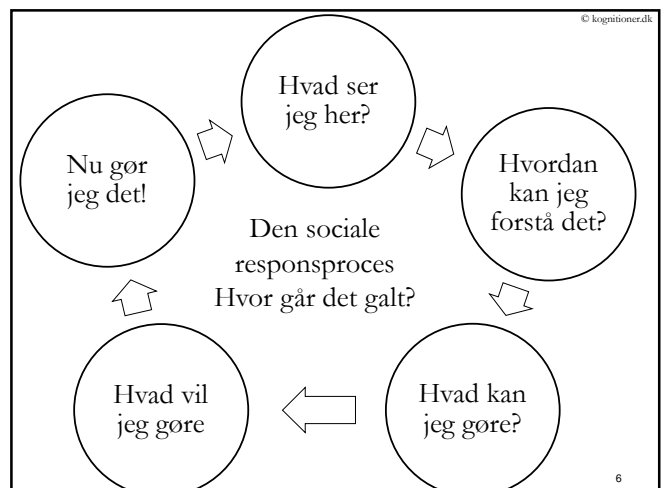 © kognitioner.dk
Hvad ser
jeg her?
Hvordan
kan jeg
forstå det?
Hvad kan
jeg gøre?
Hvad vil
jeg gøre
Nu gør
jeg det!
Den sociale
responsproces
Hvor går det galt?
6